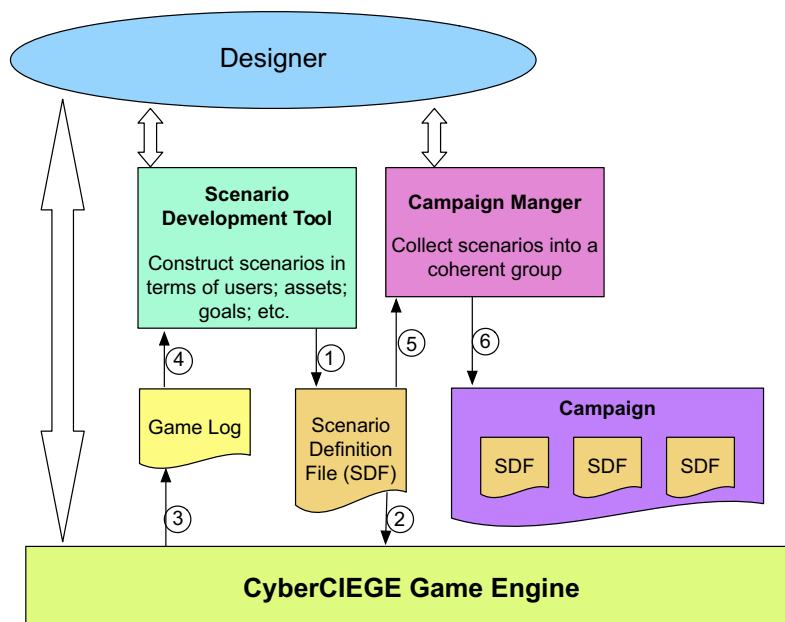 Designer
Scenario
Development Tool
Construct scenarios in
terms of users; assets;
goals; etc.
Campaign Manger
Collect scenarios into a
coherent group
4
1
5
6
Game Log
Scenario
Definition
File (SDF)
Campaign
SDF
SDF
SDF
3
2
CyberCIEGE Game Engine